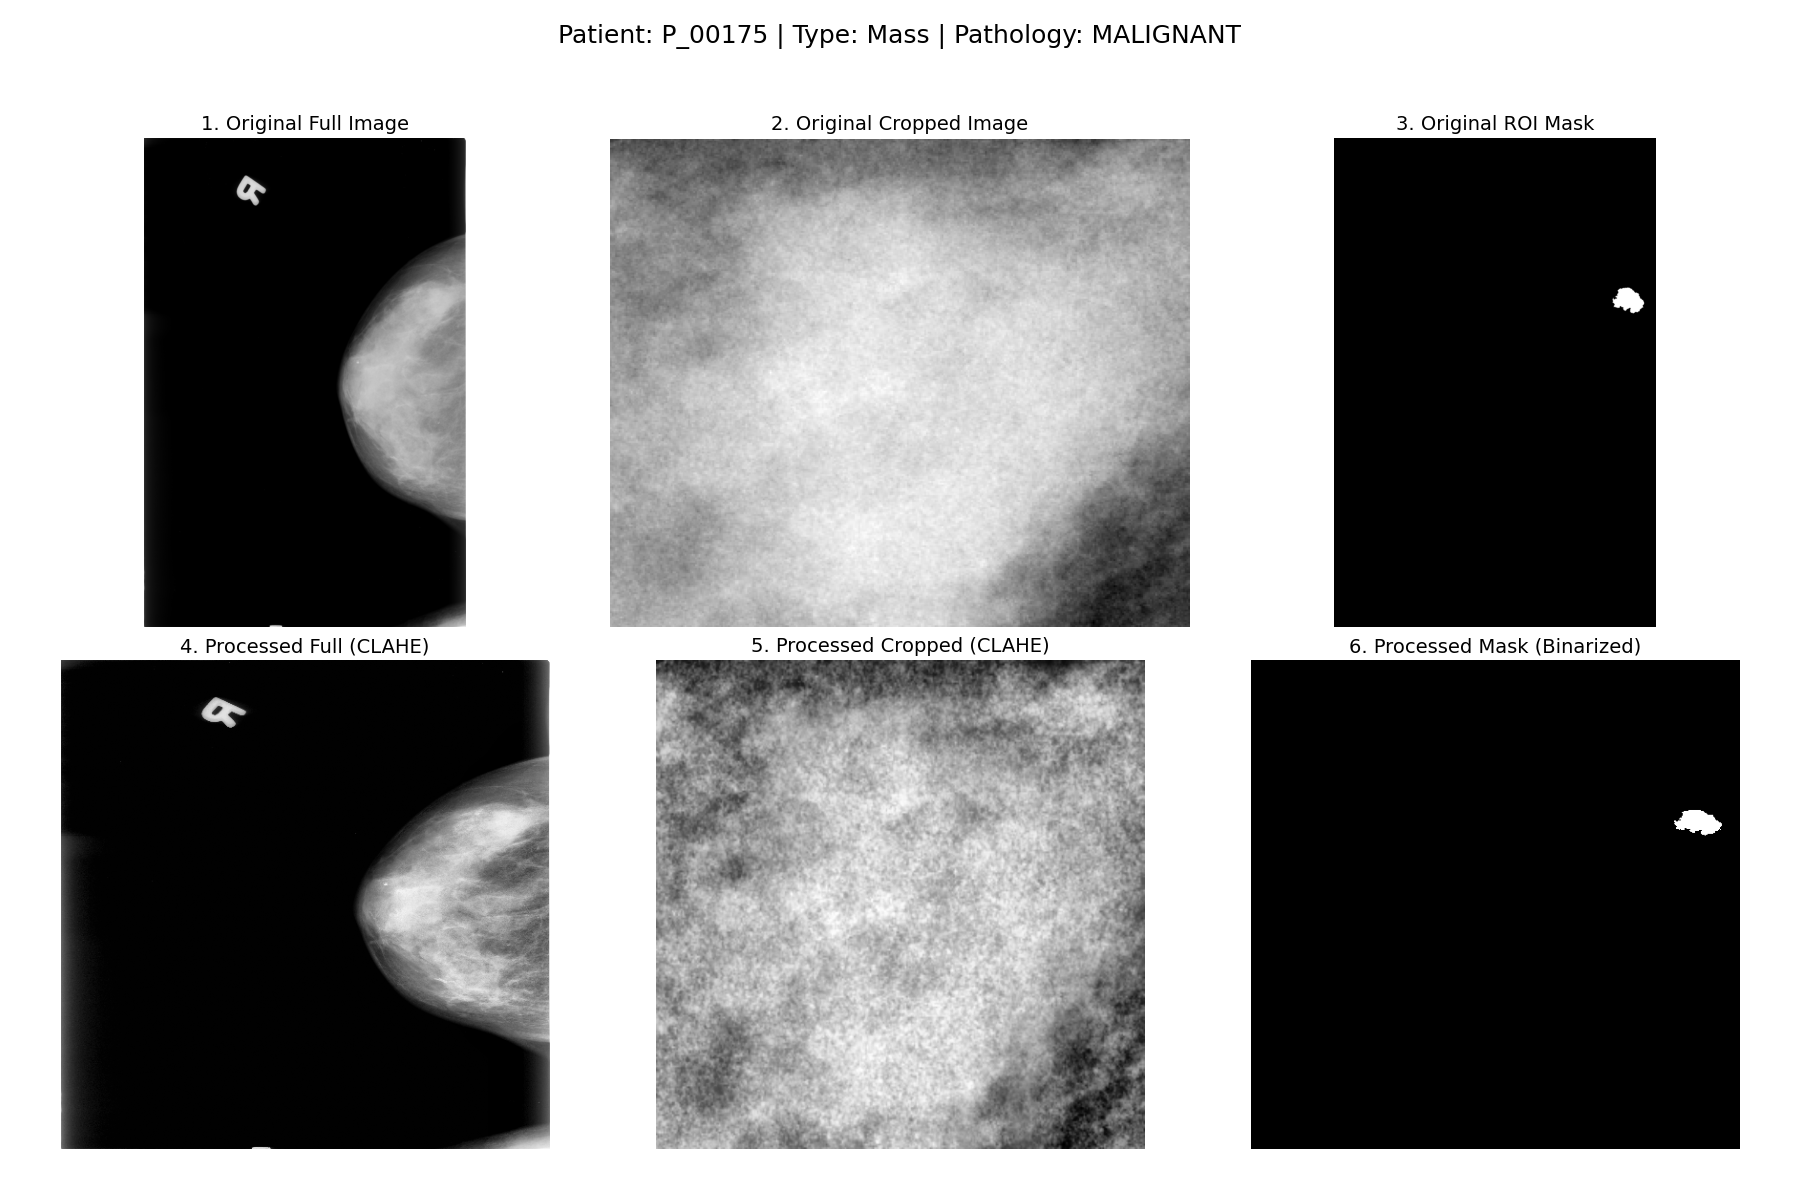 Patient: P_00175 | Type: Mass | Pathology: MALIGNANT
1. Original Full Image
2. Original Cropped Image
3. Original ROI Mask
R
4. Processed Full (CLAHE)
5. Processed Cropped (CLAHE)
6. Processed Mask (Binarized)
R